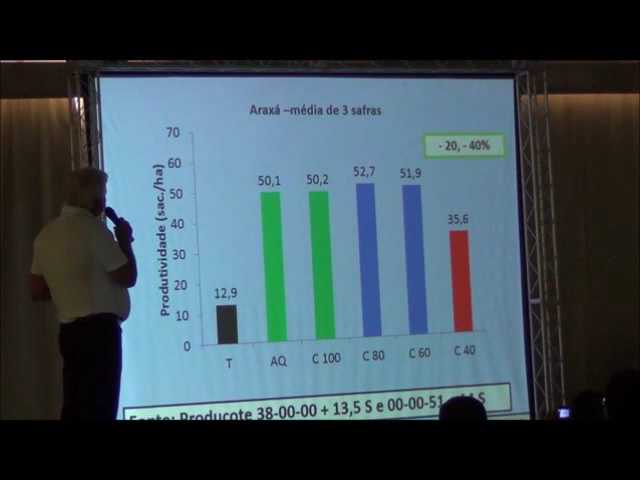 Araxá –média de 3 safras
- 20, - 40%
Produtividade (sac./ha)
70
60
50
40
30
20
10
0
12,9
50,1
50,2
52,7
51,9
35,6
T
AQ
C 100
C 80
C 60
C 40
Fonte: Producote 38-00-00 + 13,5 S e 00-00-51 S